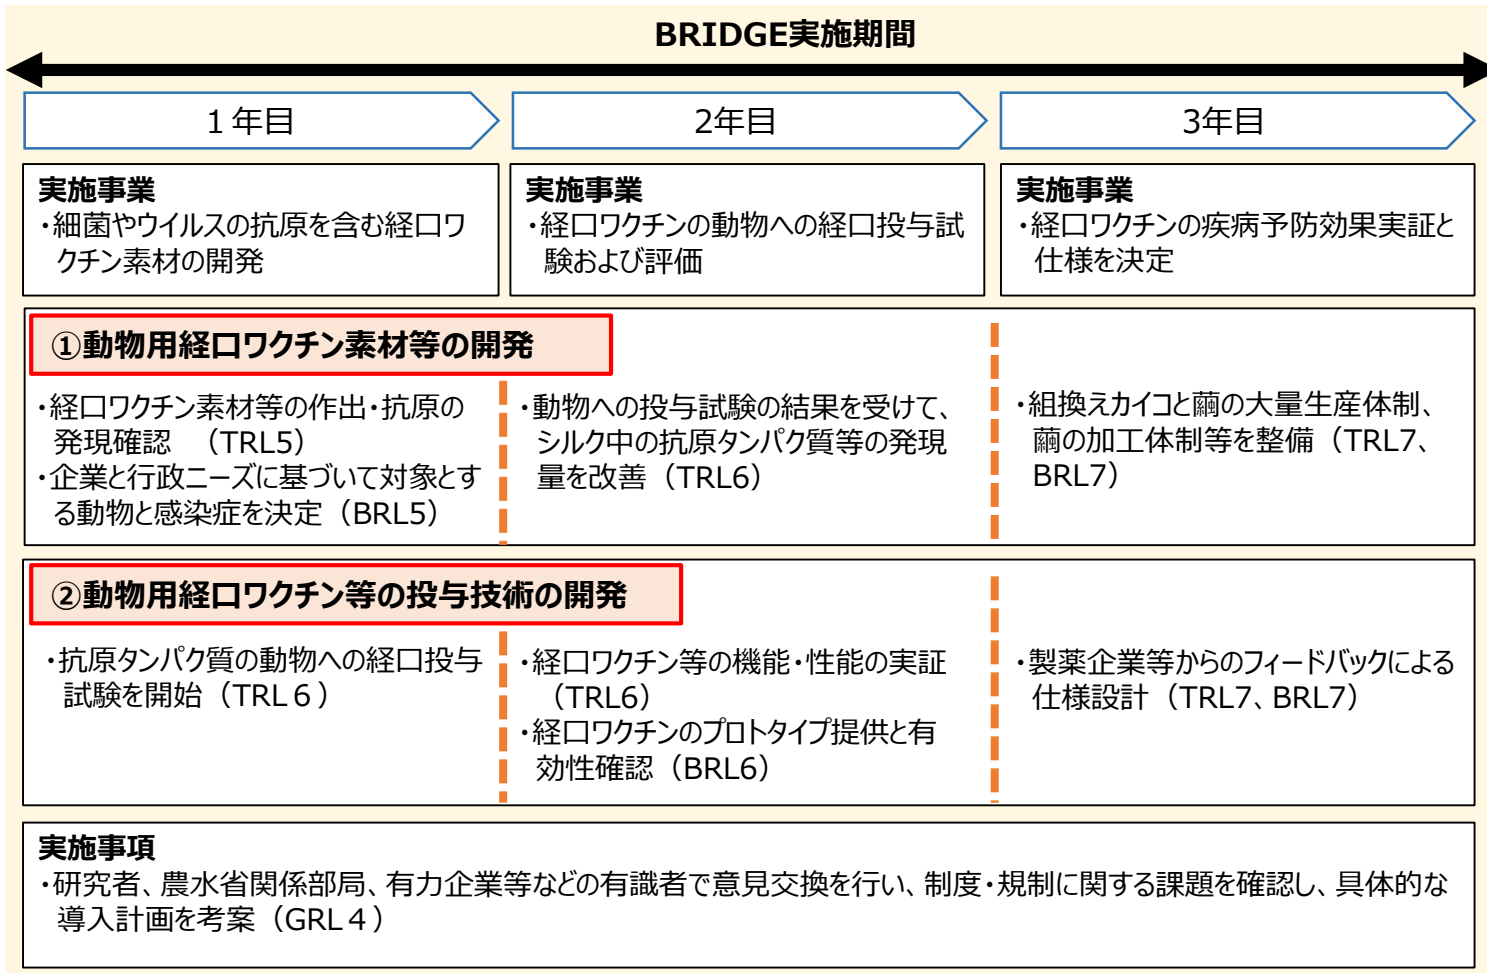 BRIDGE実施期間
１年目
2年目
3年目
実施事業
・細菌やウイルスの抗原を含む経口ワ
クチン素材の開発
実施事業
・経口ワクチンの動物への経口投与試
験および評価
実施事業
・経口ワクチンの疾病予防効果実証と
仕様を決定
①動物用経口ワクチン素材等の開発
・経口ワクチン素材等の作出・抗原の
発現確認　（TRL5）
・企業と行政ニーズに基づいて対象とす
る動物と感染症を決定（BRL5）
・動物への投与試験の結果を受けて、
シルク中の抗原タンパク質等の発現
量を改善（TRL6）
・組換えカイコと繭の大量生産体制、
繭の加工体制等を整備（TRL7、
BRL7）
②動物用経口ワクチン等の投与技術の開発
・抗原タンパク質の動物への経口投与
試験を開始（TRL６）
・経口ワクチン等の機能・性能の実証
（TRL6）
・経口ワクチンのプロトタイプ提供と有
効性確認（BRL6）
・製薬企業等からのフィードバックによる
仕様設計（TRL7、BRL7）
実施事項
・研究者、農水省関係部局、有力企業等などの有識者で意見交換を行い、制度・規制に関する課題を確認し、具体的な
導入計画を考案（GRL４）